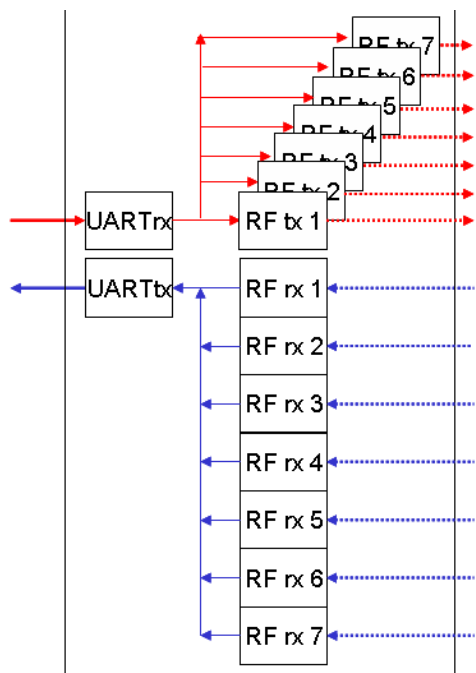 RF tx 7
RF tx 6
RF tx 5
RF tx 4
RF tx 3
RF tx 2
UARTrx
RF tx 1
UARTtx
RF rx 1
RF rx 2
RF rx 3
RF rx 4
RF rx 5
RF rx 6
RF rx 7